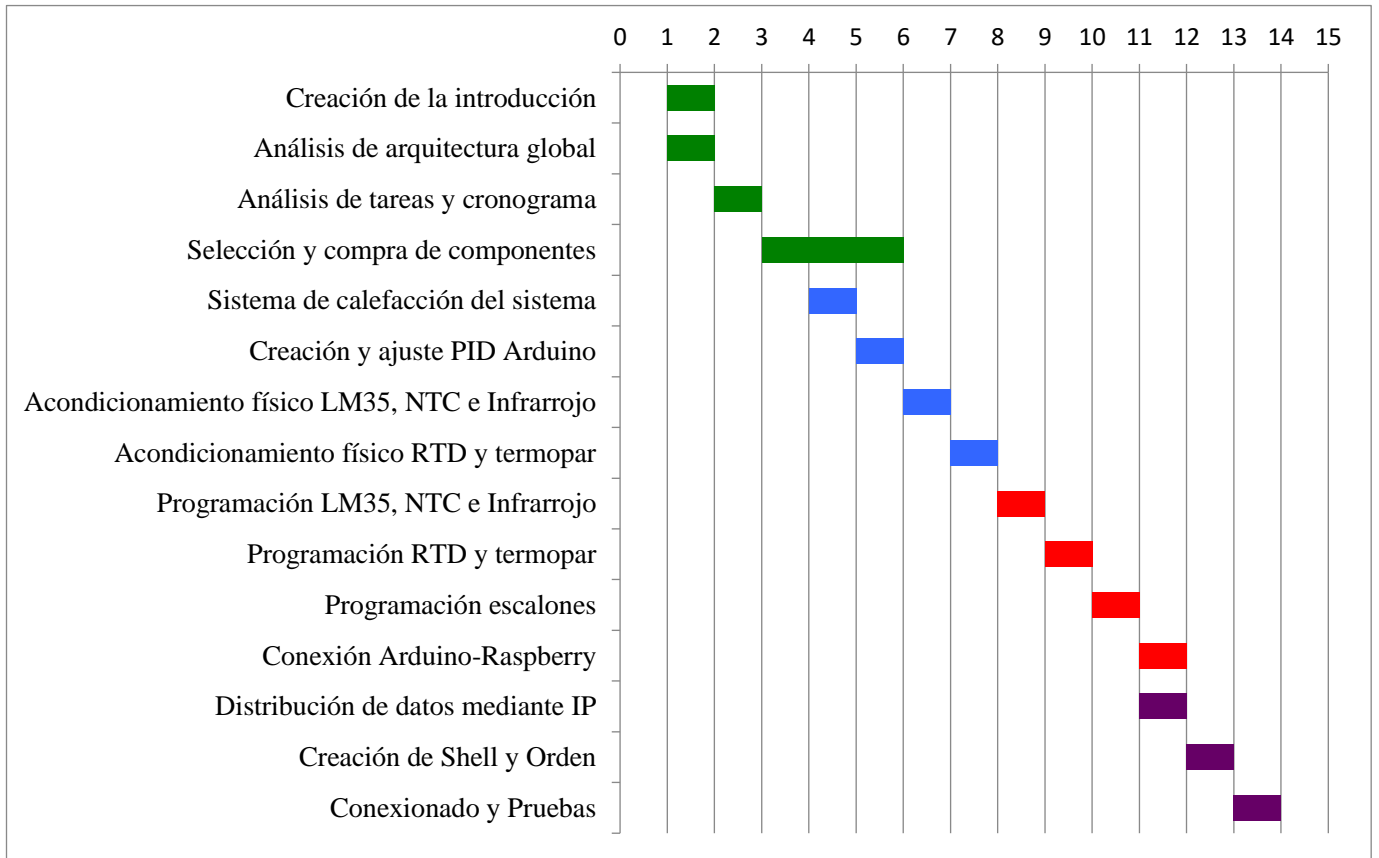 0 1 2 3 4 5 6 7 8 9 10 11 12 13 14 15
Creación de la introducción
Análisis de arquitectura global
Análisis de tareas y cronograma
Selección y compra de componentes
Sistema de calefacción del sistema
Creación y ajuste PID Arduino
Acondicionamiento físico LM35, NTC e Infrarrojo
Acondicionamiento físico RTD y termopar
Programación LM35, NTC e Infrarrojo
Programación RTD y termopar
Programación escalones
Conexión Arduino-Raspberry
Distribución de datos mediante IP
Creación de Shell y Orden
Conexionado y Pruebas